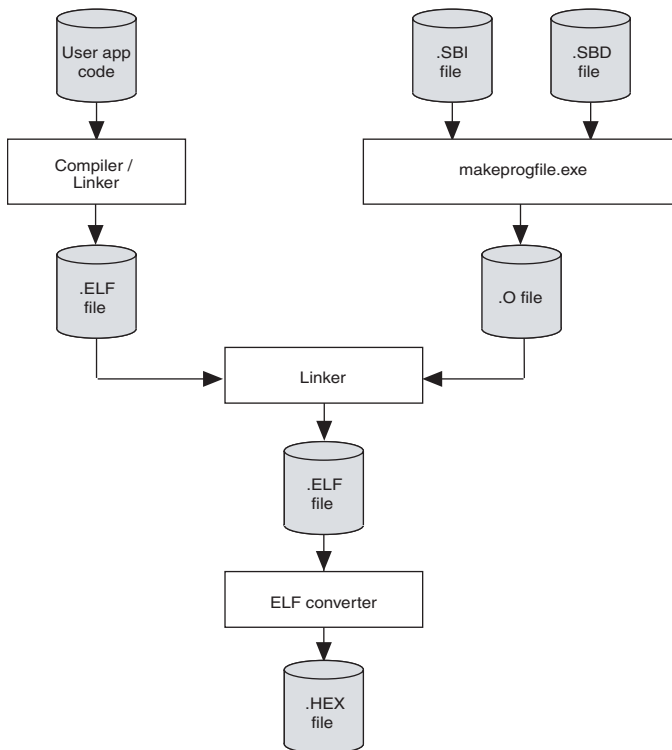 User app
code
.SBI
file
.SBD
file
Compiler /
Linker
makeprogfile.exe
.ELF
file
.O file
Linker
.ELF
file
ELF converter
.HEX
file